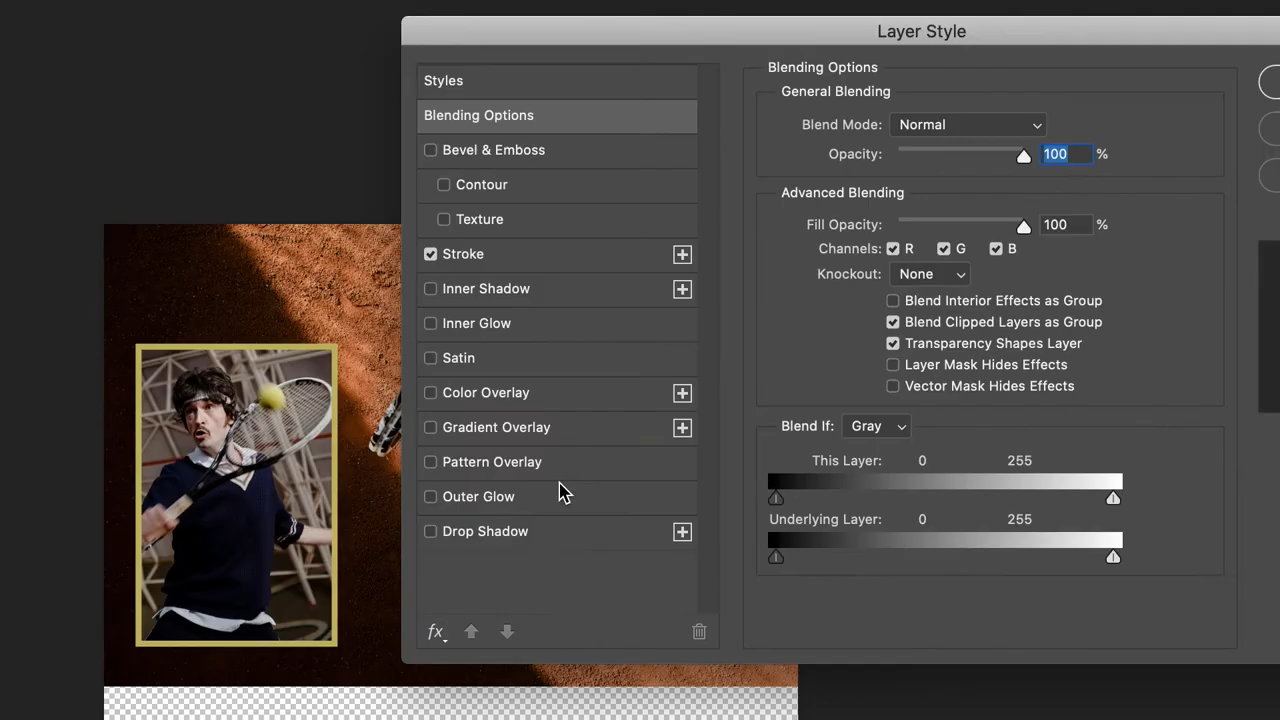 Layer Style
Styles
Blending Options
Bevel & Emboss
Contour
Texture
Stroke
Inner Shadow
Inner Glow
Satin
Color Overlay
Gradient Overlay
Pattern Overlay
Outer Glow
Drop Shadow
fx
Blending Options
General Blending
Blend Mode: Normal
Opacity: 100 %
Advanced Blending
Fill Opacity: 100 %
Channels: R G B
Knockout: None
Blend Interior Effects as Group
Blend Clipped Layers as Group
Transparency Shapes Layer
Layer Mask Hides Effects
Vector Mask Hides Effects
Blend If: Gray
This Layer: 0 255
Underlying Layer: 0 255